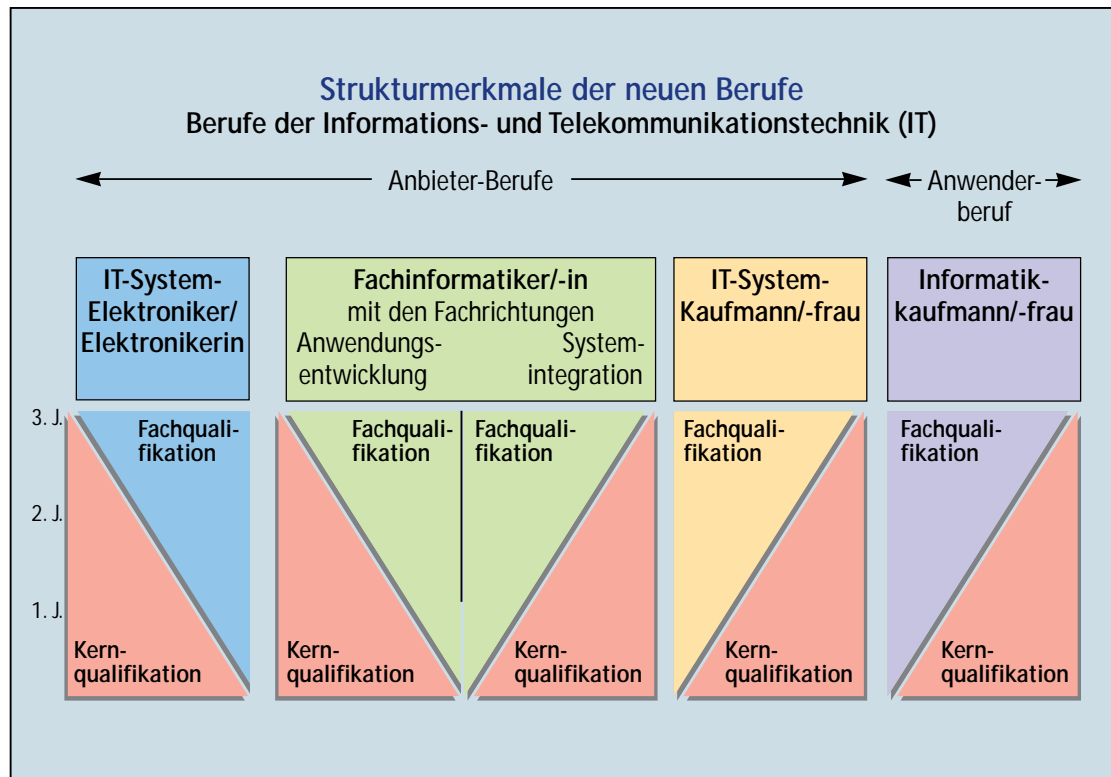 Strukturmerkmale der neuen Berufe
Berufe der Informations- und Telekommunikationstechnik (IT)
Anbieter-Berufe
Anwender-
beruf
IT-System-
Elektroniker/
Elektronikerin
Fachinformatiker/-in
mit den Fachrichtungen
Anwendungs-
entwicklung
System-
integration
IT-System-
Kaufmann/-frau
Informatik-
kaufmann/-frau
3. J.
2. J.
1. J.
Fachquali-
fikation
Kern-
qualifikation
Fachquali-
fikation
Kern-
qualifikation
Fachquali-
fikation
Kern-
qualifikation
Fachquali-
fikation
Kern-
qualifikation
Fachquali-
fikation
Kern-
qualifikation